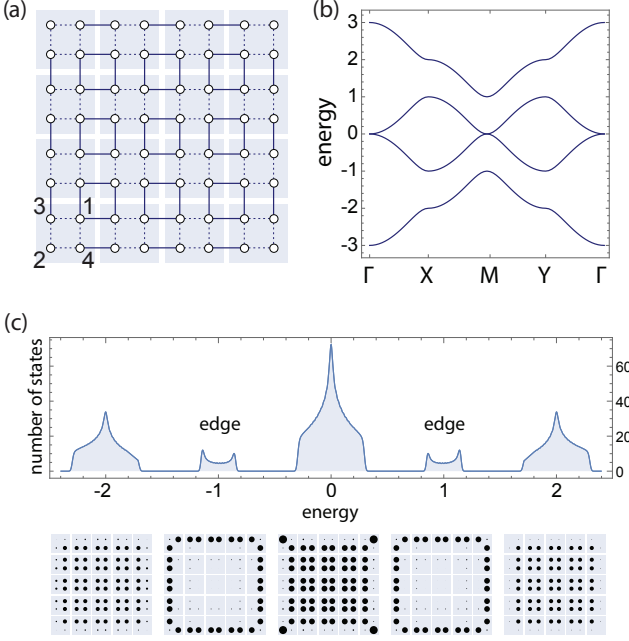 (a)
3 1
2 4
(b)
energy
3
2
1
0
-1
-2
-3
Γ X M Y Γ
(c)
number of states
edge edge
60
40
20
0
-2 -1 0 1 2
energy